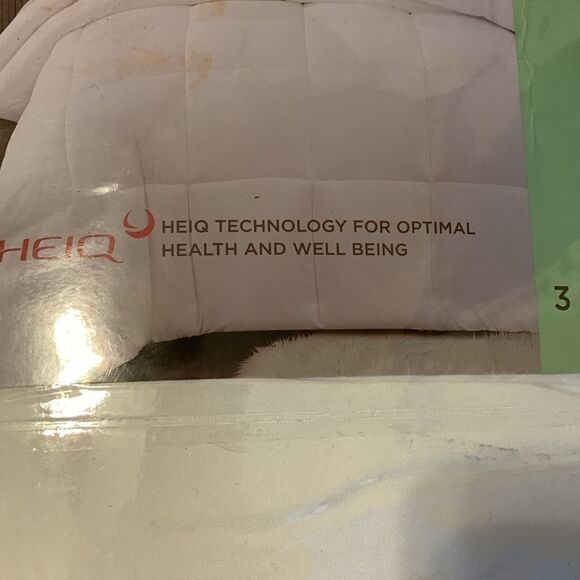 HEIQ
HEIQ TECHNOLOGY FOR OPTIMAL
HEALTH AND WELL BEING
3